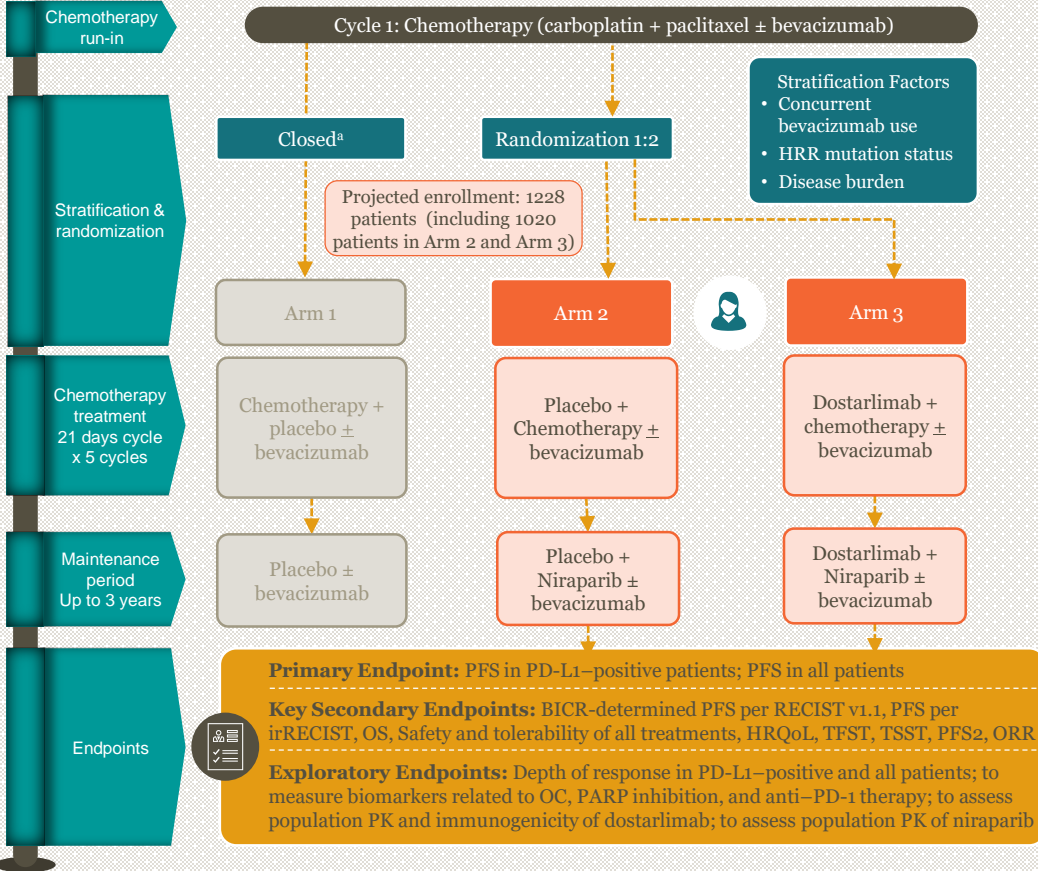 Chemotherapy
run-in
Cycle 1: Chemotherapy (carboplatin + paclitaxel ± bevacizumab)
Stratification Factors
• Concurrent
bevacizumab use
• HRR mutation status
• Disease burden
Closedᵃ
Randomization 1:2
Stratification &
randomization
Projected enrollment: 1228
patients (including 1020
patients in Arm 2 and Arm 3)
Arm 1
Arm 2
Arm 3
Chemotherapy
treatment
21 days cycle
x 5 cycles
Chemotherapy +
placebo ±
bevacizumab
Placebo +
Chemotherapy ±
bevacizumab
Dostarlimab +
chemotherapy ±
bevacizumab
Maintenance
period
Up to 3 years
Placebo ±
bevacizumab
Placebo +
Niraparib ±
bevacizumab
Dostarlimab +
Niraparib ±
bevacizumab
Endpoints
Primary Endpoint: PFS in PD-L1–positive patients; PFS in all patients
Key Secondary Endpoints: BICR-determined PFS per RECIST v1.1, PFS per
irRECIST, OS, Safety and tolerability of all treatments, HRQoL, TFST, TSST, PFS2, ORR
Exploratory Endpoints: Depth of response in PD-L1–positive and all patients; to
measure biomarkers related to OC, PARP inhibition, and anti–PD-1 therapy; to assess
population PK and immunogenicity of dostarlimab; to assess population PK of niraparib